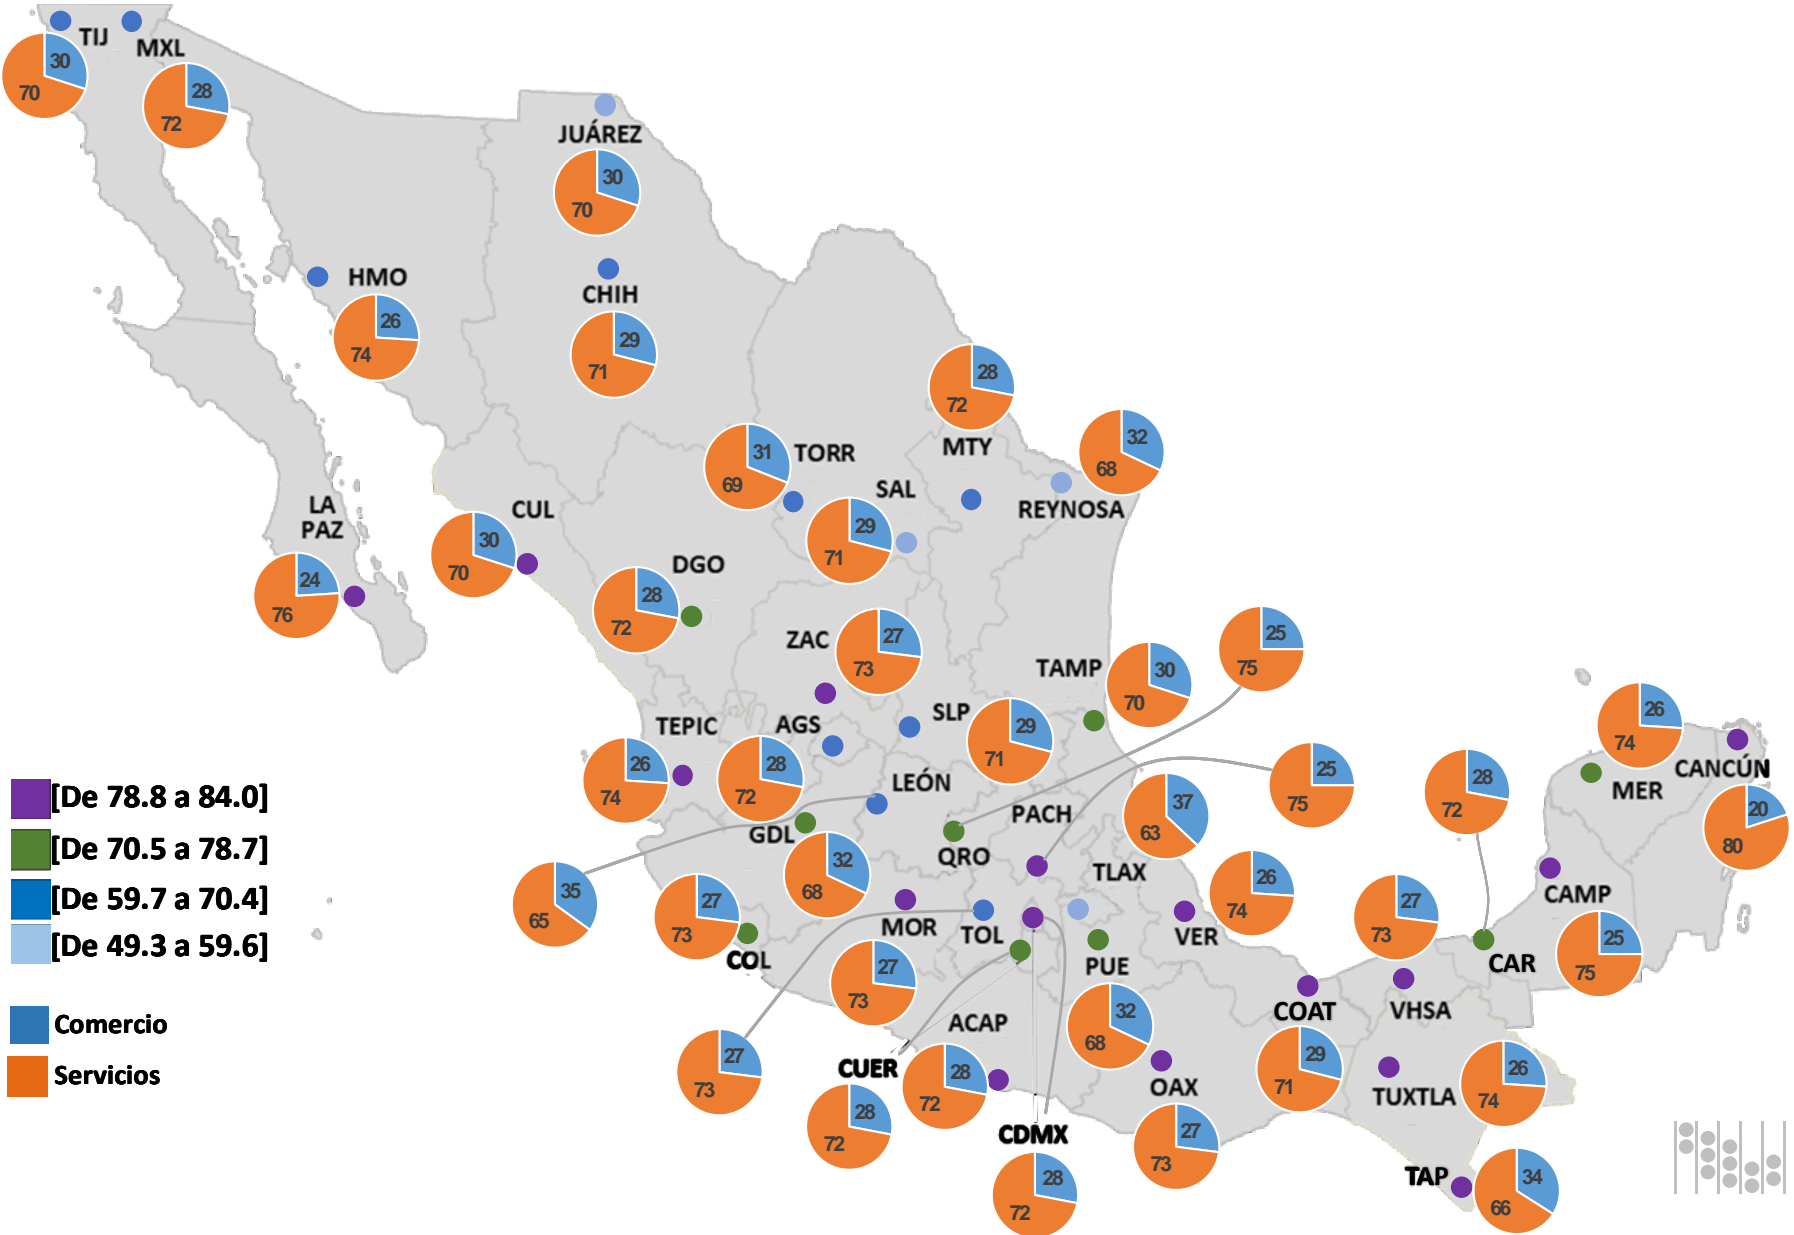 TIJ
MXL
30
70
28
72
JUÁREZ
30
70
HMO
26
74
CHIH
29
71
28
72
MTY
32
68
REYNOSA
31
69
TORR
SAL
29
71
LA
PAZ
24
76
CUL
30
70
DGO
28
72
ZAC
27
73
TAMP
30
70
25
75
TEPIC
26
74
AGS
28
72
SLP
29
71
LEÓN
GDL
32
68
35
65
QRO
PACH
25
75
37
63
TLAX
28
72
26
74
CANCÚN
20
80
MER
CAMP
25
75
26
74
VER
27
73
CAR
VHSA
COAT
29
71
27
73
COL
MOR
27
73
TOL
PUE
32
68
27
73
ACAP
28
72
CUER
28
72
CDMX
28
72
OAX
27
73
TUXTLA
26
74
TAP
34
66
[De 78.8 a 84.0]
[De 70.5 a 78.7]
[De 59.7 a 70.4]
[De 49.3 a 59.6]
Comercio
Servicios